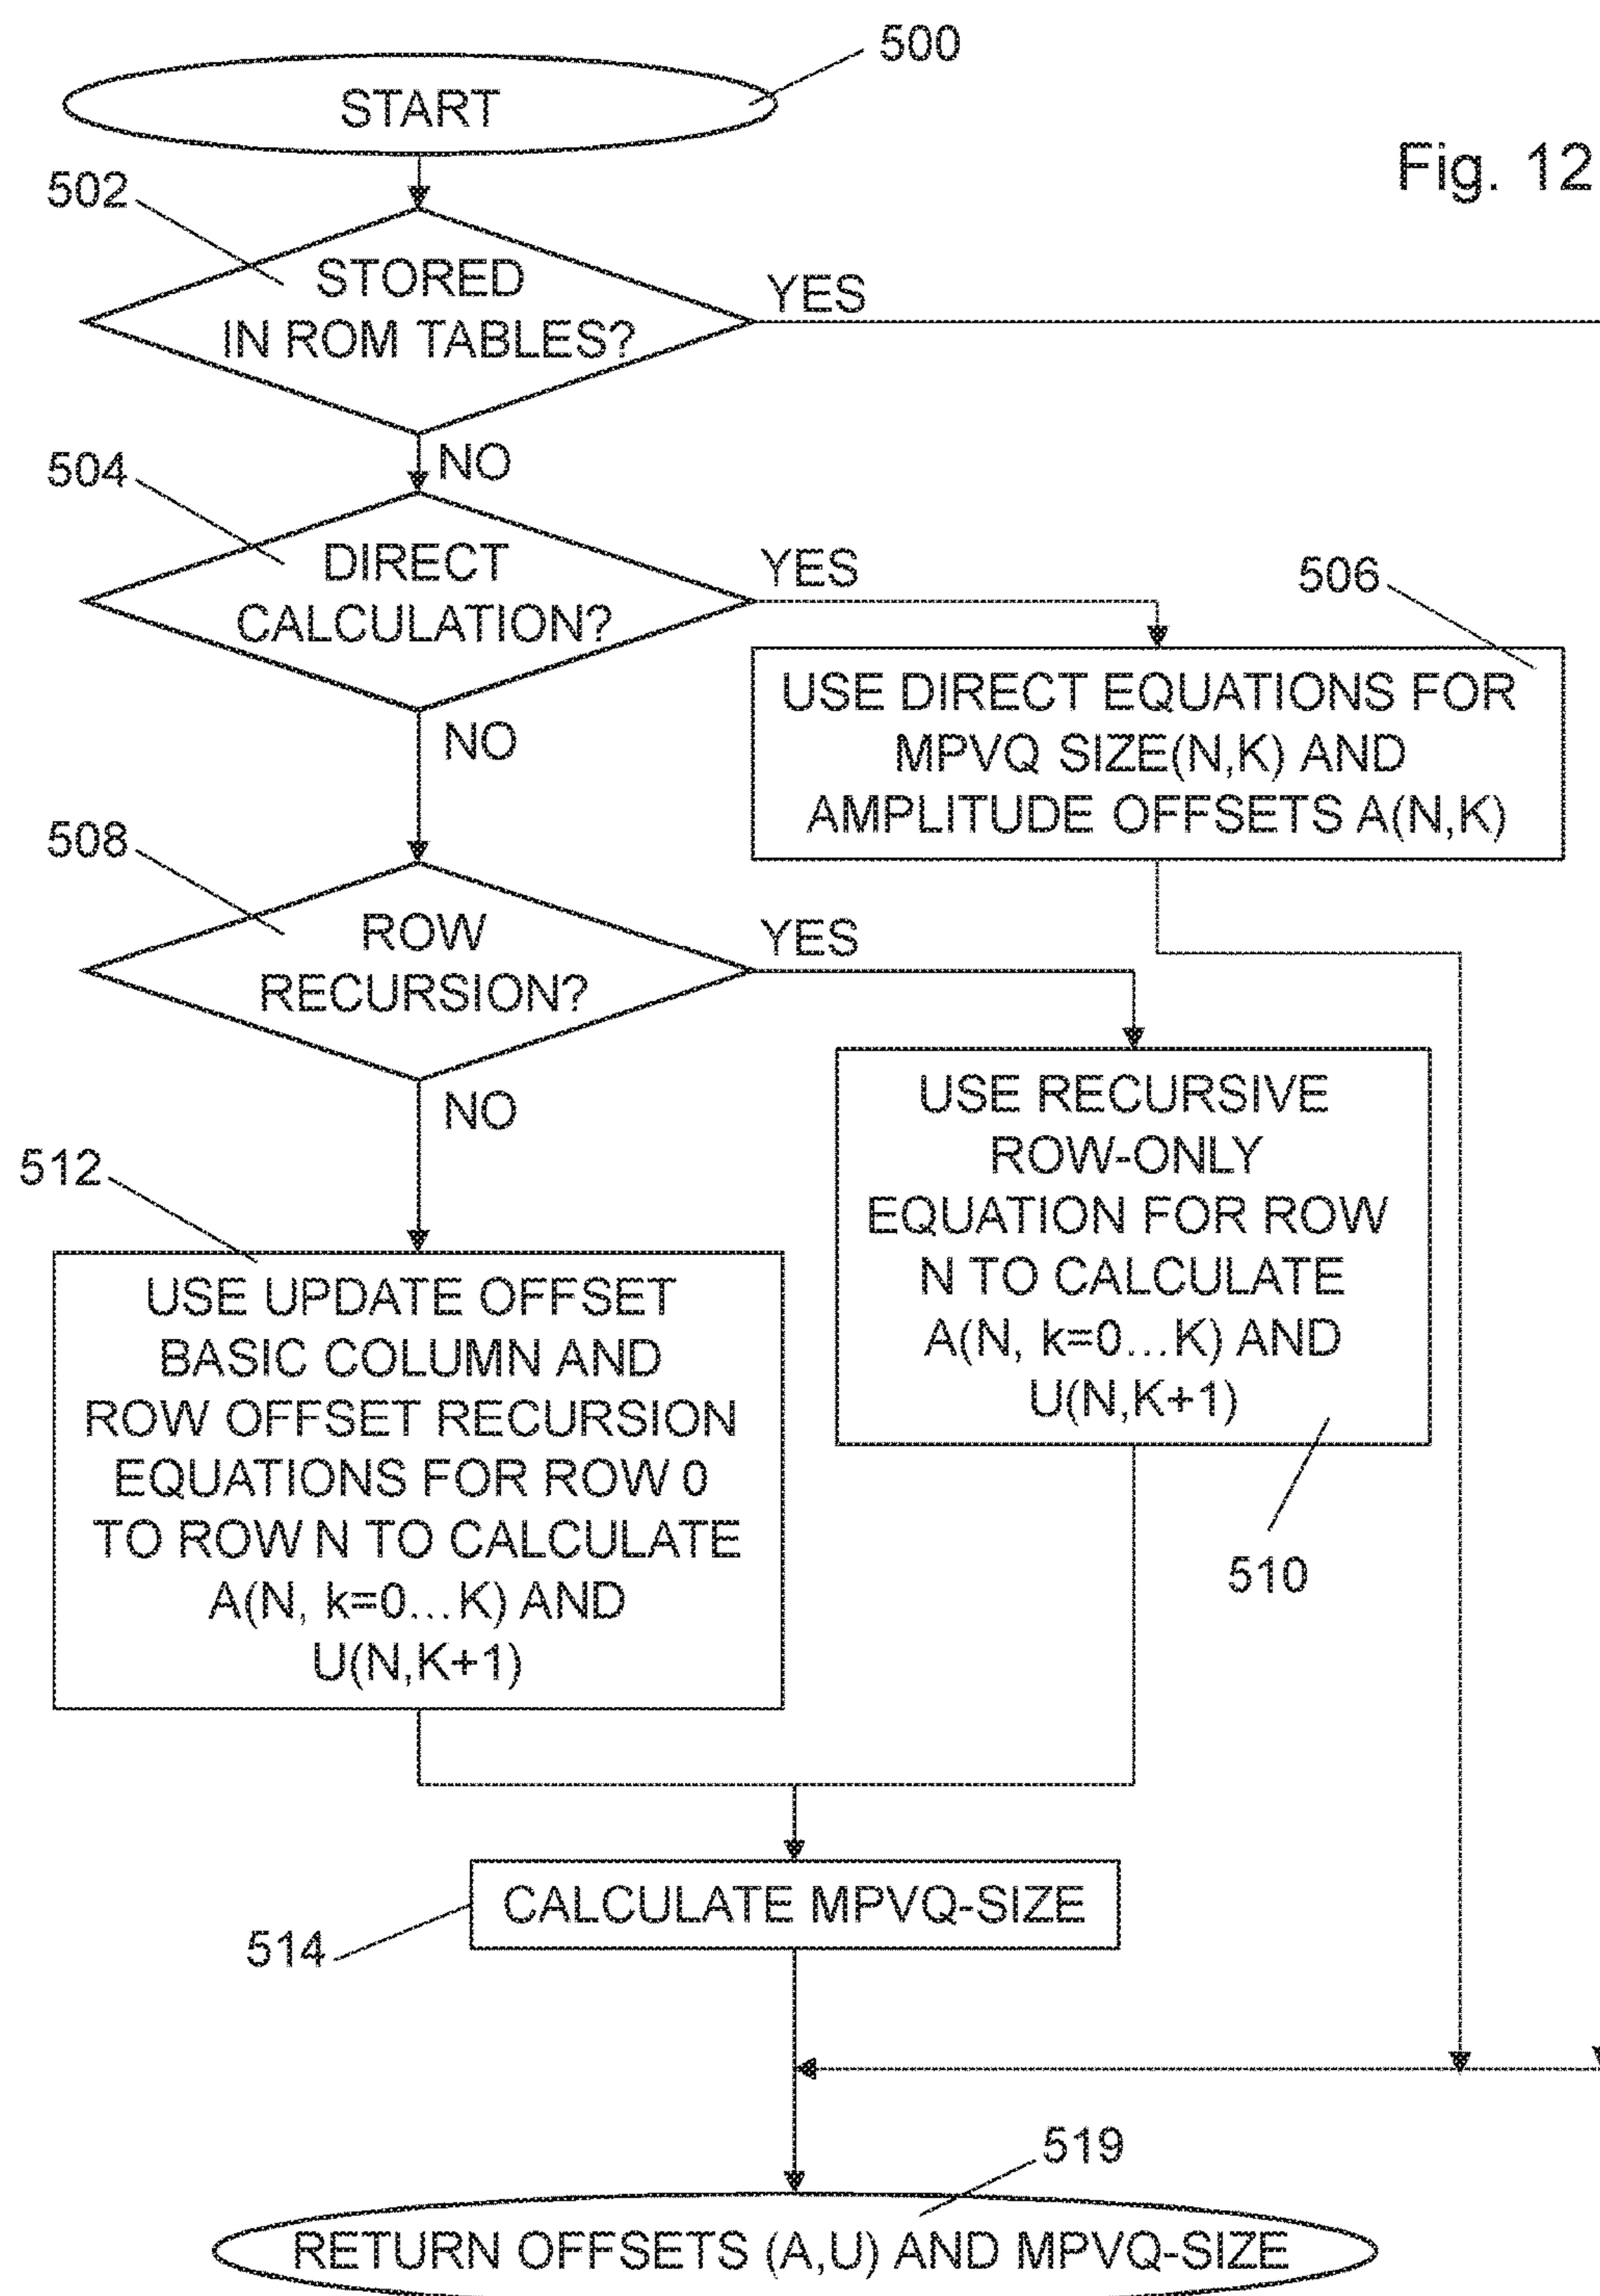 500
START
Fig. 12
502
STORED
IN ROM TABLES?
YES
NO
504
DIRECT
CALCULATION?
YES
506
USE DIRECT EQUATIONS FOR
MPVQ SIZE(N,K) AND
AMPLITUDE OFFSETS A(N,K)
NO
508
ROW
RECURSION?
YES
USE RECURSIVE
ROW-ONLY
EQUATION FOR ROW
N TO CALCULATE
A(N, k=0...K) AND
U(N,K+1)
510
NO
512
USE UPDATE OFFSET
BASIC COLUMN AND
ROW OFFSET RECURSION
EQUATIONS FOR ROW 0
TO ROW N TO CALCULATE
A(N, k=0...K) AND
U(N,K+1)
CALCULATE MPVQ-SIZE
514
519
RETURN OFFSETS (A,U) AND MPVQ-SIZE